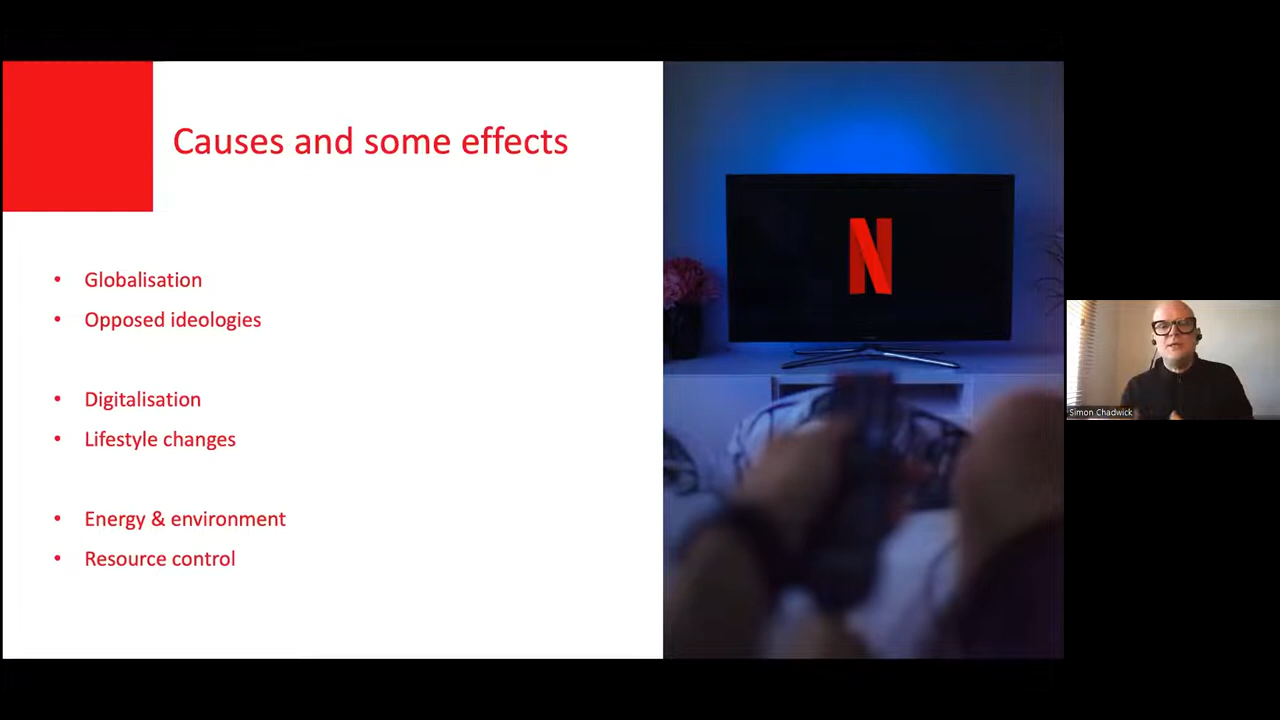 Causes and some effects
• Globalisation
• Opposed ideologies
• Digitalisation
• Lifestyle changes
• Energy & environment
• Resource control
N
Simon Chadwick